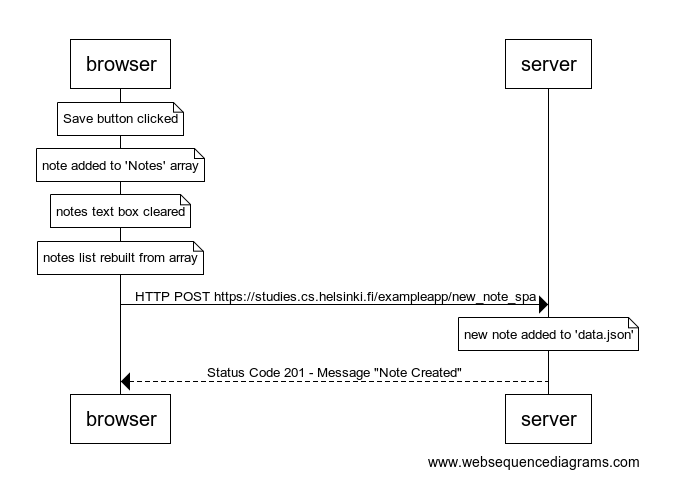 browser
server
Save button clicked
note added to 'Notes' array
notes text box cleared
notes list rebuilt from array
HTTP POST https://studies.cs.helsinki.fi/exampleapp/new_note_spa
new note added to 'data.json'
Status Code 201 - Message "Note Created"
browser
server
www.websequencediagrams.com